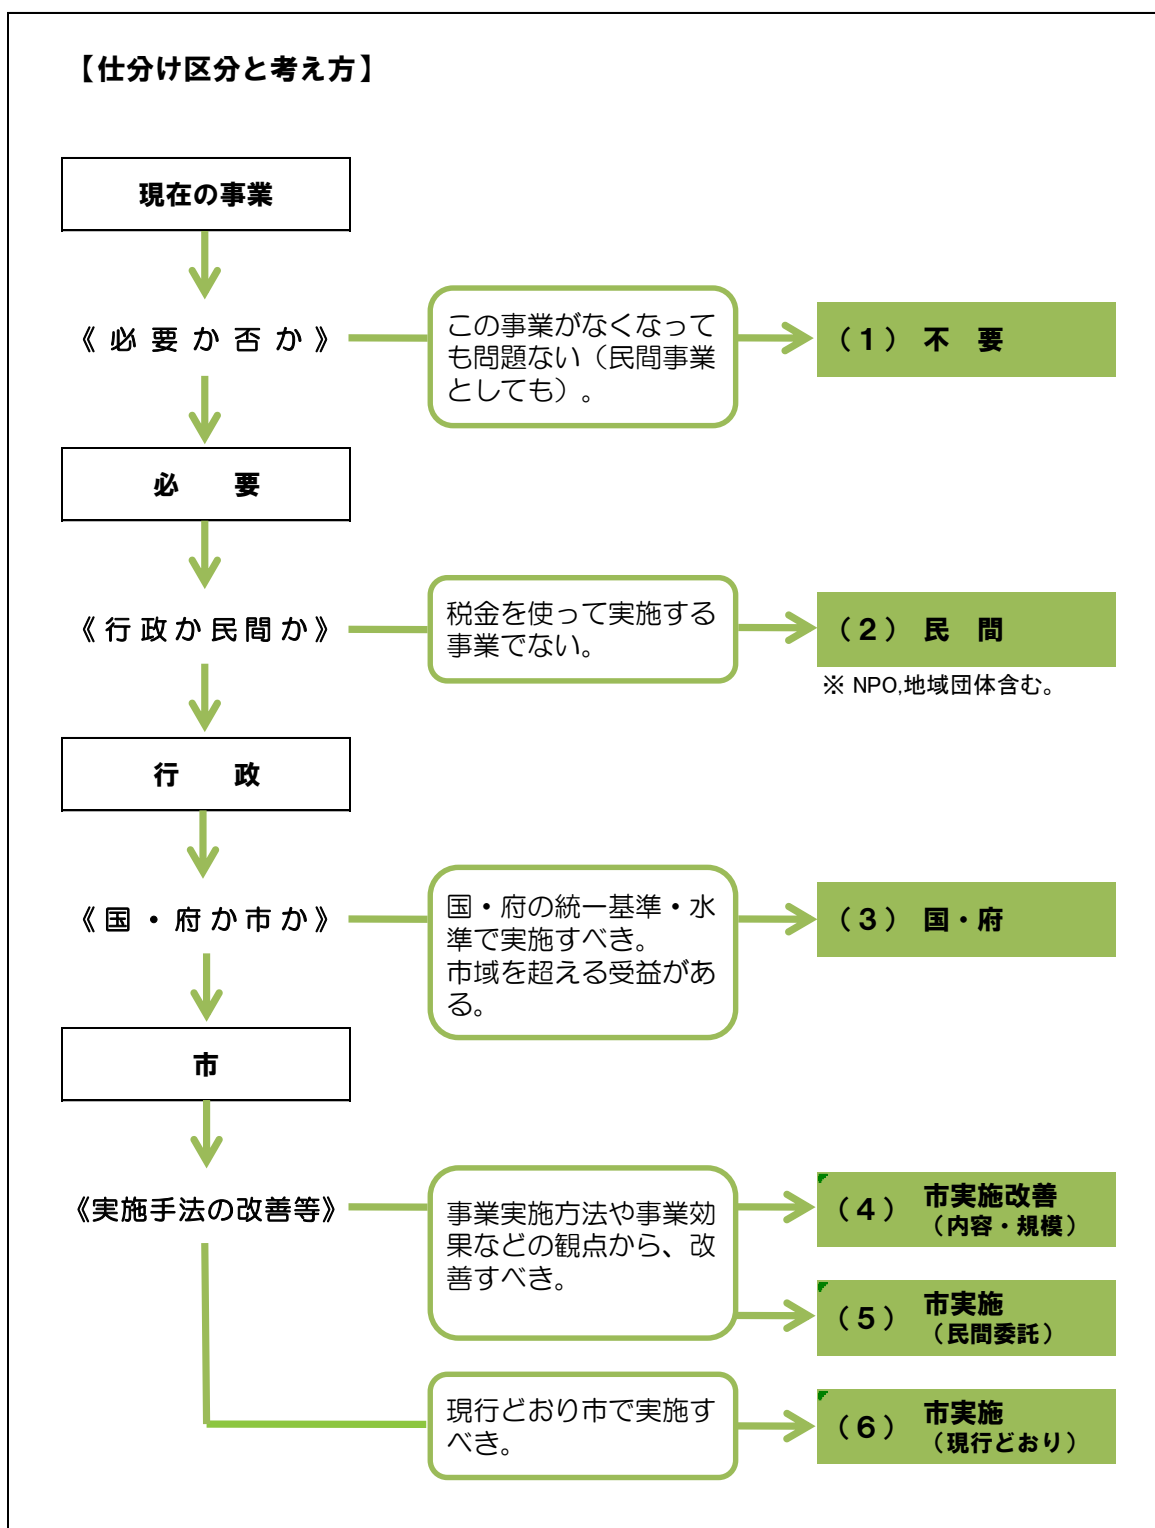 【仕分け区分と考え方】
現在の事業
《必要か否か》
この事業がなくなって
も問題ない（民間事業
としても）。
（１）不　要
必　要
《行政か民間か》
税金を使って実施する
事業でない。
（２）民　間
※ NPO,地域団体含む。
行　政
《国・府か市か》
国・府の統一基準・水
準で実施すべき。
市域を超える受益があ
る。
（３）国・府
市
《実施手法の改善等》
事業実施方法や事業効
果などの観点から、改
善すべき。
（４）市実施改善
（内容・規模）
（５）市実施
（民間委託）
現行どおり市で実施す
べき。
（６）市実施
（現行どおり）